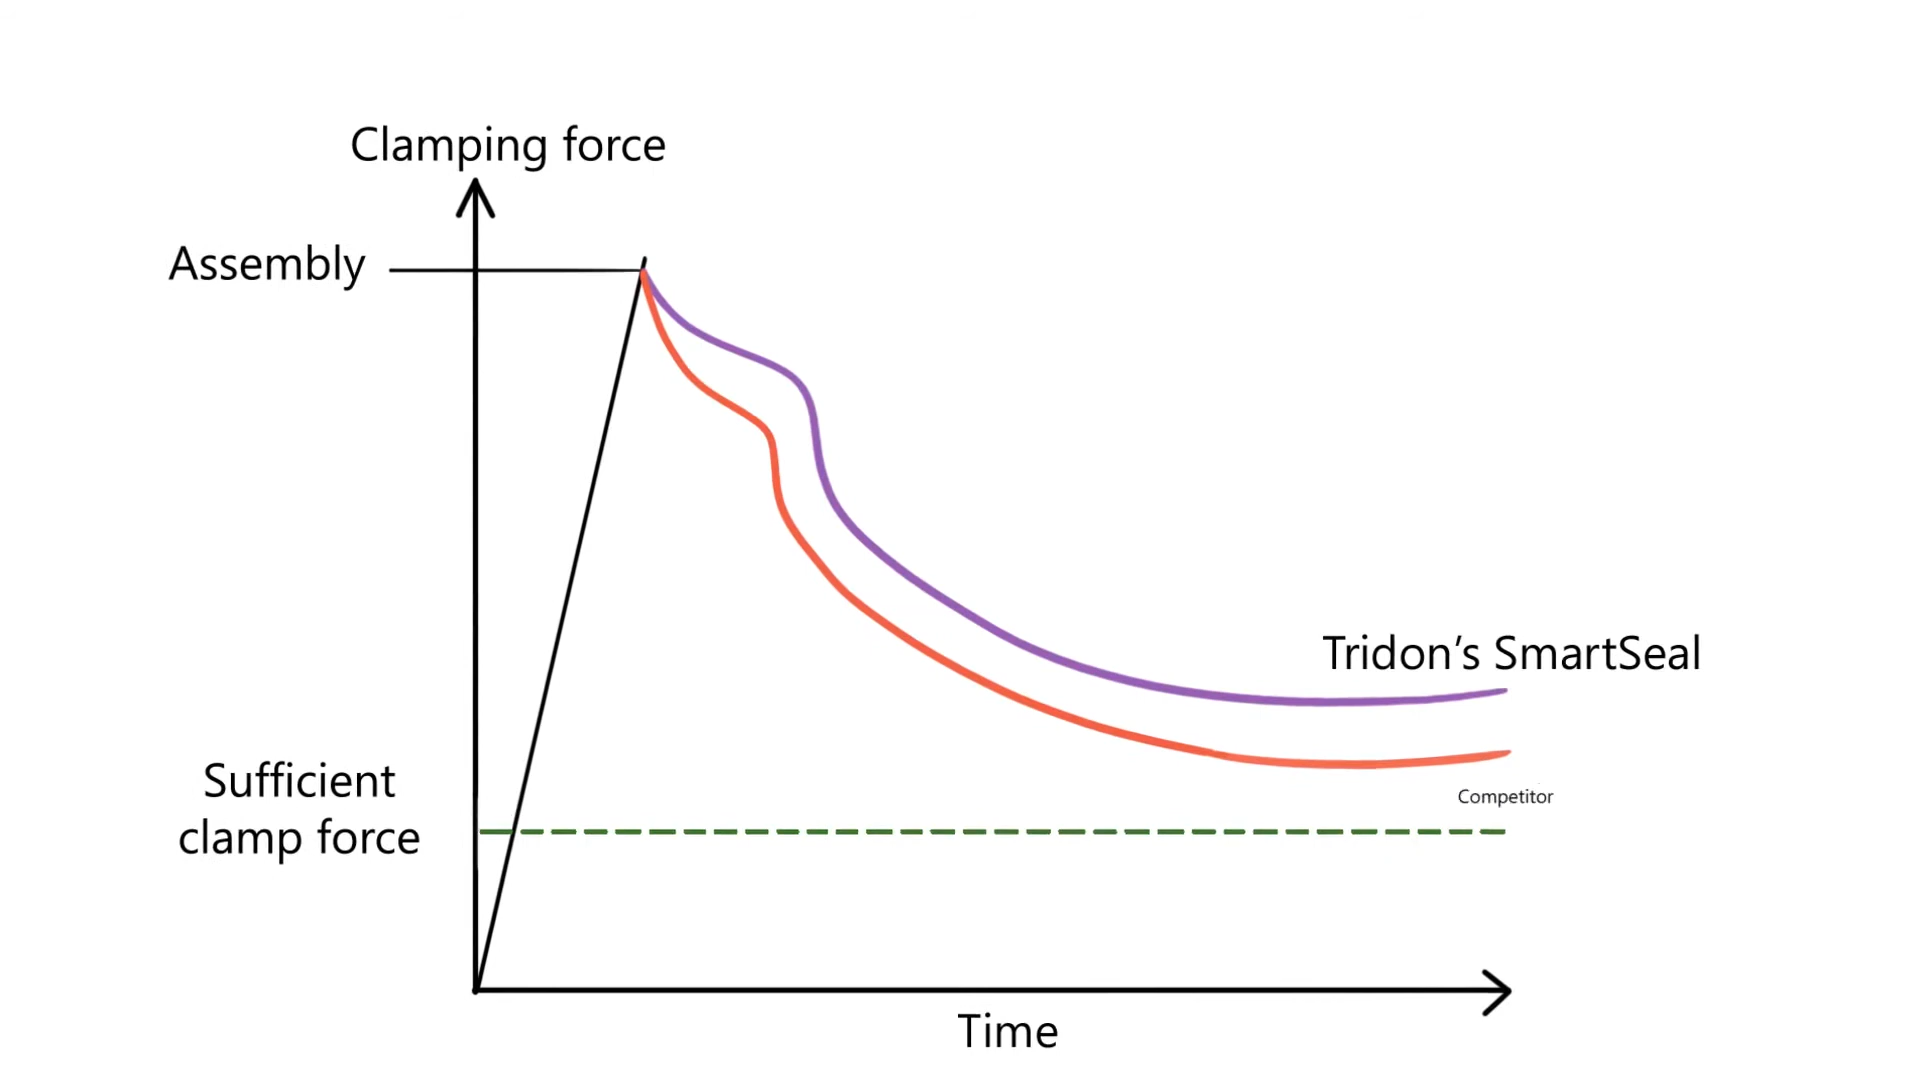 Clamping force
Assembly
Tridon’s SmartSeal
Sufficient
clamp force
Competitor
Time